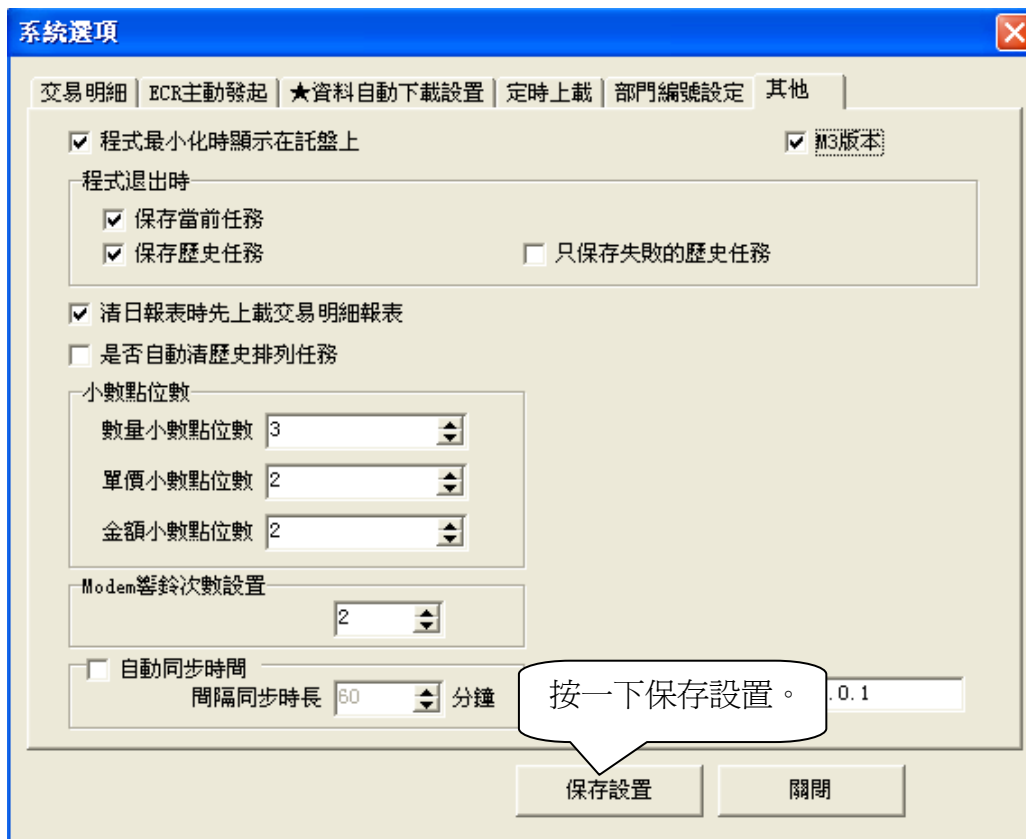 系統選項
交易明細 ECR主動發起 ★資料自動下載設置 定時上載 部門編號設定 其他
程式最小化時顯示在託盤上 M3版本
程式退出時
保存當前任務
保存歷史任務 只保存失敗的歷史任務
清日報表時先上載交易明細報表
是否自動清歷史排列任務
小數點位數
數量小數點位數 3
單價小數點位數 2
金額小數點位數 2
Modem響鈴次數設置
2
自動同步時間
間隔同步時長 60 分鐘
按一下保存設置。
.0.1
保存設置 關閉